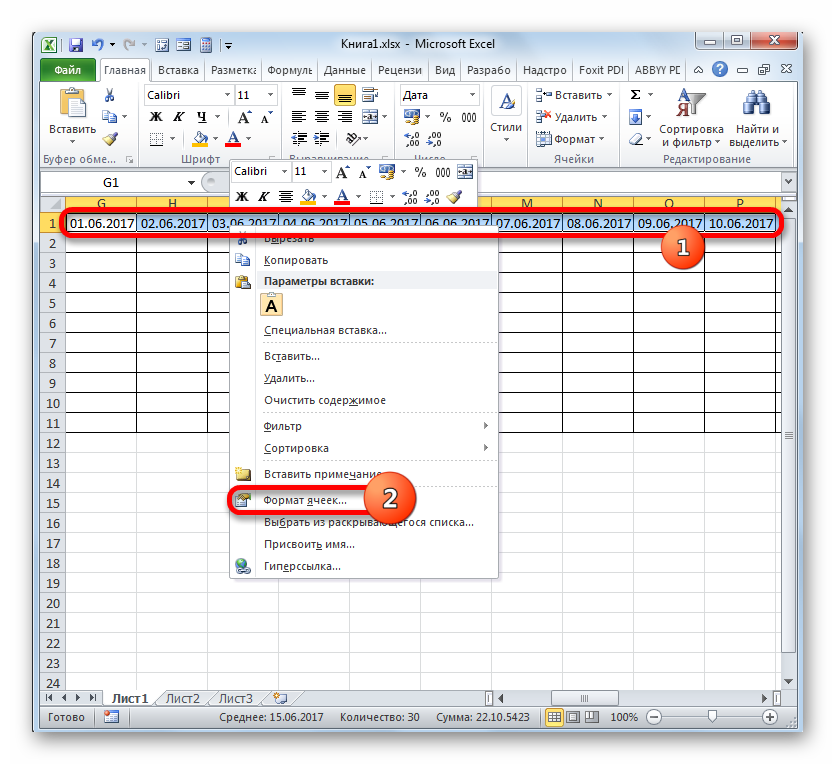 Книга1.xlsx - Microsoft Excel
Файл Главная Вставка Разметка Формулы Данные Рецензи Вид Разрабо Надстро Foxit PDI ABBYY PD
Calibri 11 Дата Вставить Σ
Вставить Ж К Ч % 000 Стили Удалить Сортировка и фильтр Найти и выделить
Формат
Буфер обме... Шрифт Выравнивание Число Ячейки Редактирование
G1
Calibri 11 % 000
Ж К
G H M N O P
1 01.06.2017 02.06.2017 03.06.2017 04.06.2017 05.06.2017 06.06.2017 07.06.2017 08.06.2017 09.06.2017 10.06.2017
1
2
3
4
5
6
7
8
9
10
11
12
13
14
15
16
17
18
19
20
21
22
23
24
Вырезать
Копировать
Параметры вставки:
A
Специальная вставка...
Вставить...
Удалить...
Очистить содержимое
Фильтр
Сортировка
Вставить примечание
Формат ячеек...
2
Выбрать из раскрывающегося списка...
Присвоить имя...
Гиперссылка...
Лист1 Лист2 Лист3
Готово Среднее: 15.06.2017 Количество: 30 Сумма: 22.10.5423 100%